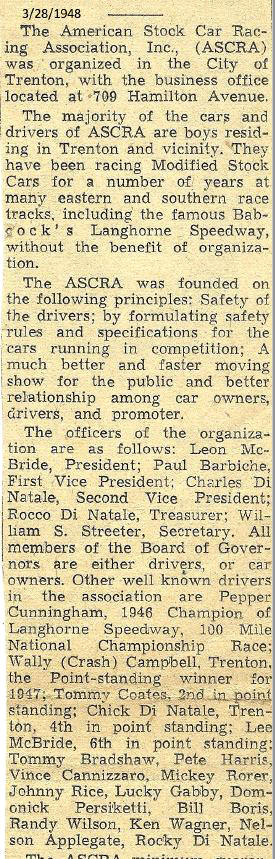 3/28/1948
The American Stock Car Rac-
ing Association, Inc., (ASCRA)
was organized in the City of
Trenton, with the business office
located at 709 Hamilton Avenue.
The majority of the cars and
drivers of ASCRA are boys resid-
ing in Trenton and vicinity. They
have been racing Modified Stock
Cars for a number of years at
many eastern and southern race
tracks, including the famous Bab-
cock's Langhorne Speedway,
without the benefit of organiza-
tion.
The ASCRA was founded on
the following principles: Safety of
the drivers; by formulating safety
rules and specifications for the
cars running in competition; A
much better and faster moving
show for the public and better
relationship among car owners,
drivers, and promoter.
The officers of the organiza-
tion are as follows: Leon Mc-
Bride, President; Paul Barbiche,
First Vice President; Charles Di
Natale, Second Vice President;
Rocco Di Natale, Treasurer; Wil-
liam S. Streeter, Secretary. All
members of the Board of Gover-
nors are either drivers, or car
owners. Other well known drivers
in the association are Pepper
Cunningham, 1946 Champion of
Langhorne Speedway, 100 Mile
National Championship Race;
Wally (Crash) Campbell, Trenton,
the Point-standing winner for
1947; Tommy Coates, 2nd in point
standing; Chick Di Natale, Tren-
ton, 4th in point standing; Lee
McBride, 6th in point standing;
Tommy Bradshaw, Pete Harris,
Vince Cannizzaro, Mickey Rorer,
Johnny Rice, Lucky Gabby, Dom-
onick Persiketti, Bill Boris,
Randy Wilson, Ken Wagner, Nel-
son Applegate, Rocky Di Natale.
The ASCRA minimum